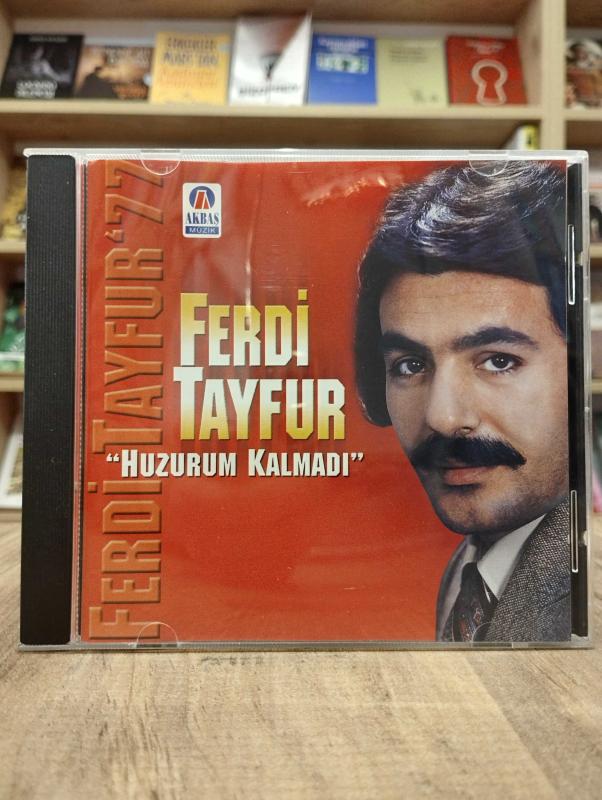 AKBAŞ
MÜZİK
FERDİ
TAYFUR
"HUZURUM KALMADI"
FERDİ TAYFUR '77